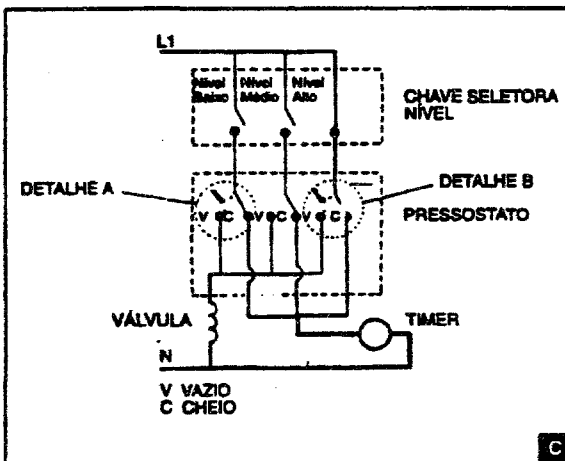 L1
Nível Baixo
Nível Médio
Nível Alto
CHAVE SELETORA
NÍVEL
DETALHE A
DETALHE B
V C V C V C
PRESSOSTATO
VÁLVULA
TIMER
N
V VAZIO
C CHEIO
C